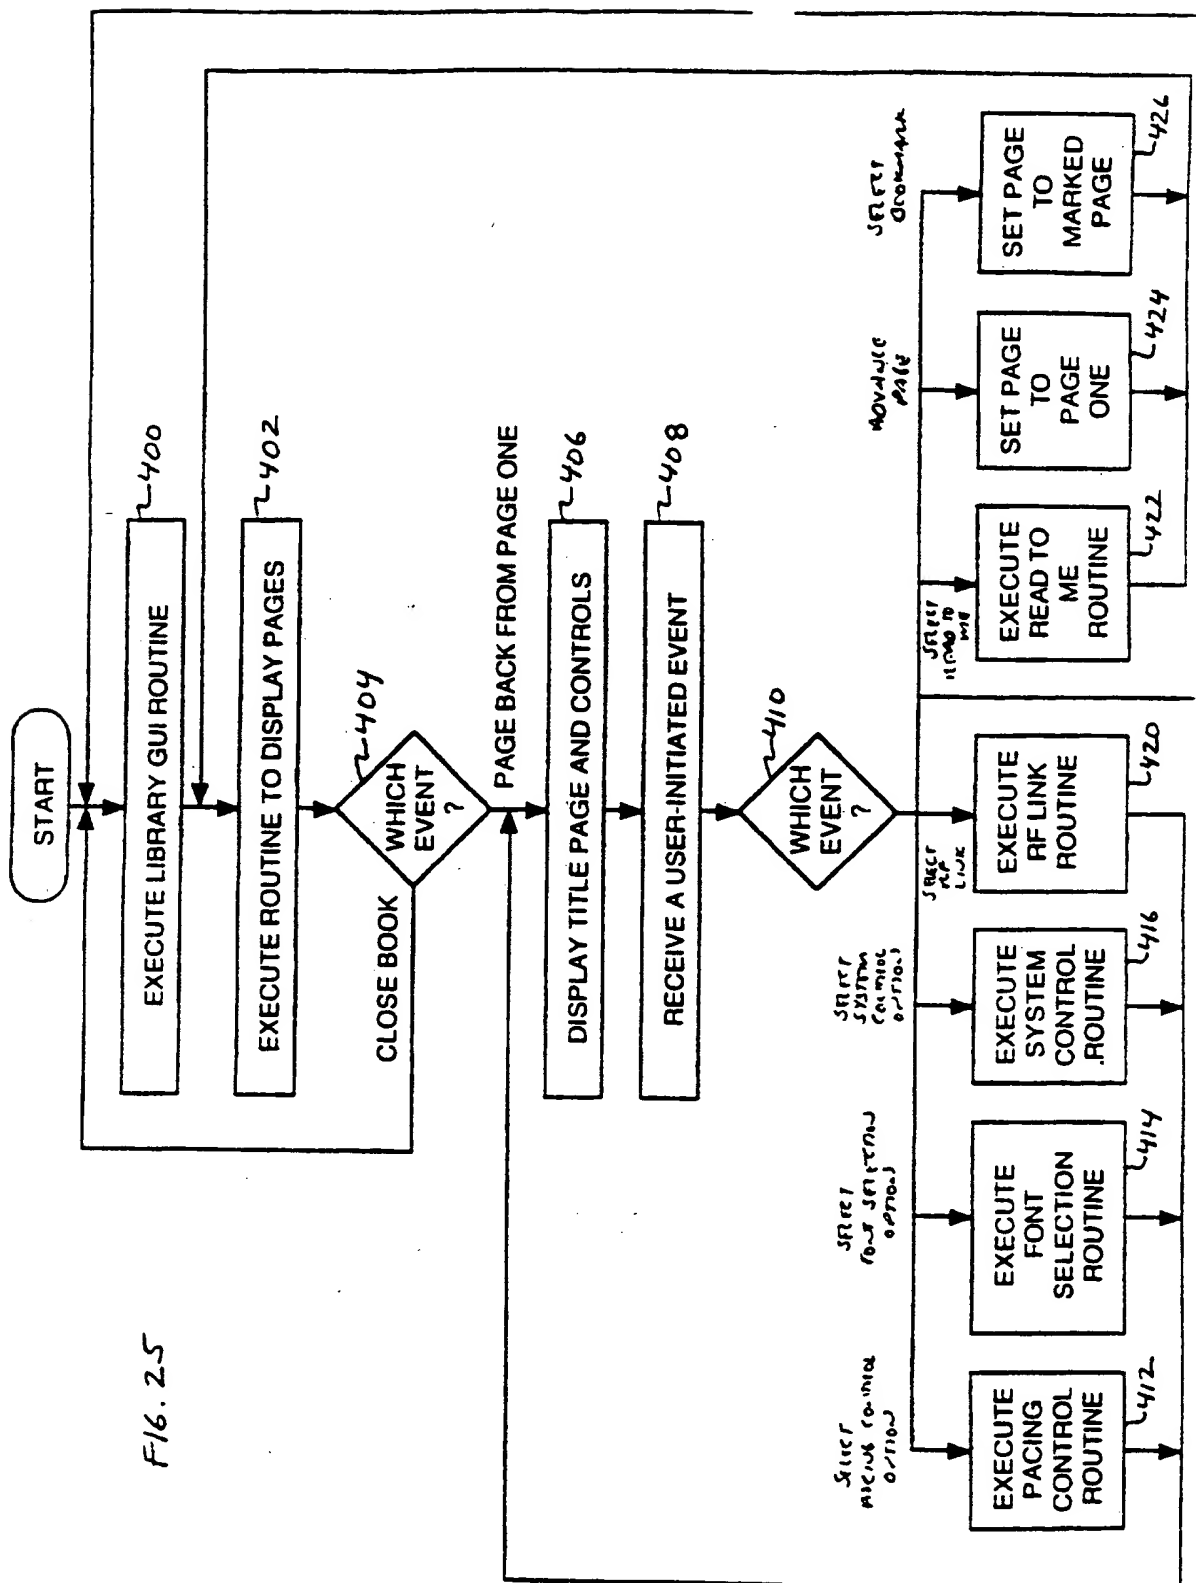 FIG. 25
START
EXECUTE LIBRARY GUI ROUTINE
400
EXECUTE ROUTINE TO DISPLAY PAGES
402
WHICH
EVENT
?
404
CLOSE BOOK
PAGE BACK FROM PAGE ONE
DISPLAY TITLE PAGE AND CONTROLS
406
RECEIVE A USER-INITIATED EVENT
408
WHICH
EVENT
?
410
SELECT
PACING CONTROL
OPTION
EXECUTE
PACING
CONTROL
ROUTINE
412
SELECT
FONT SELECTION
OPTION
EXECUTE
FONT
SELECTION
ROUTINE
414
SELECT
SYSTEM
CONTROL
OPTION
EXECUTE
SYSTEM
CONTROL
ROUTINE
416
SELECT
RF
LINK
EXECUTE
RF LINK
ROUTINE
420
SELECT
READ TO
ME
EXECUTE
READ TO
ME
ROUTINE
422
ADVANCE
PAGE
SET PAGE
TO
PAGE
ONE
424
SELECT
BOOKMARK
SET PAGE
TO
MARKED
PAGE
426